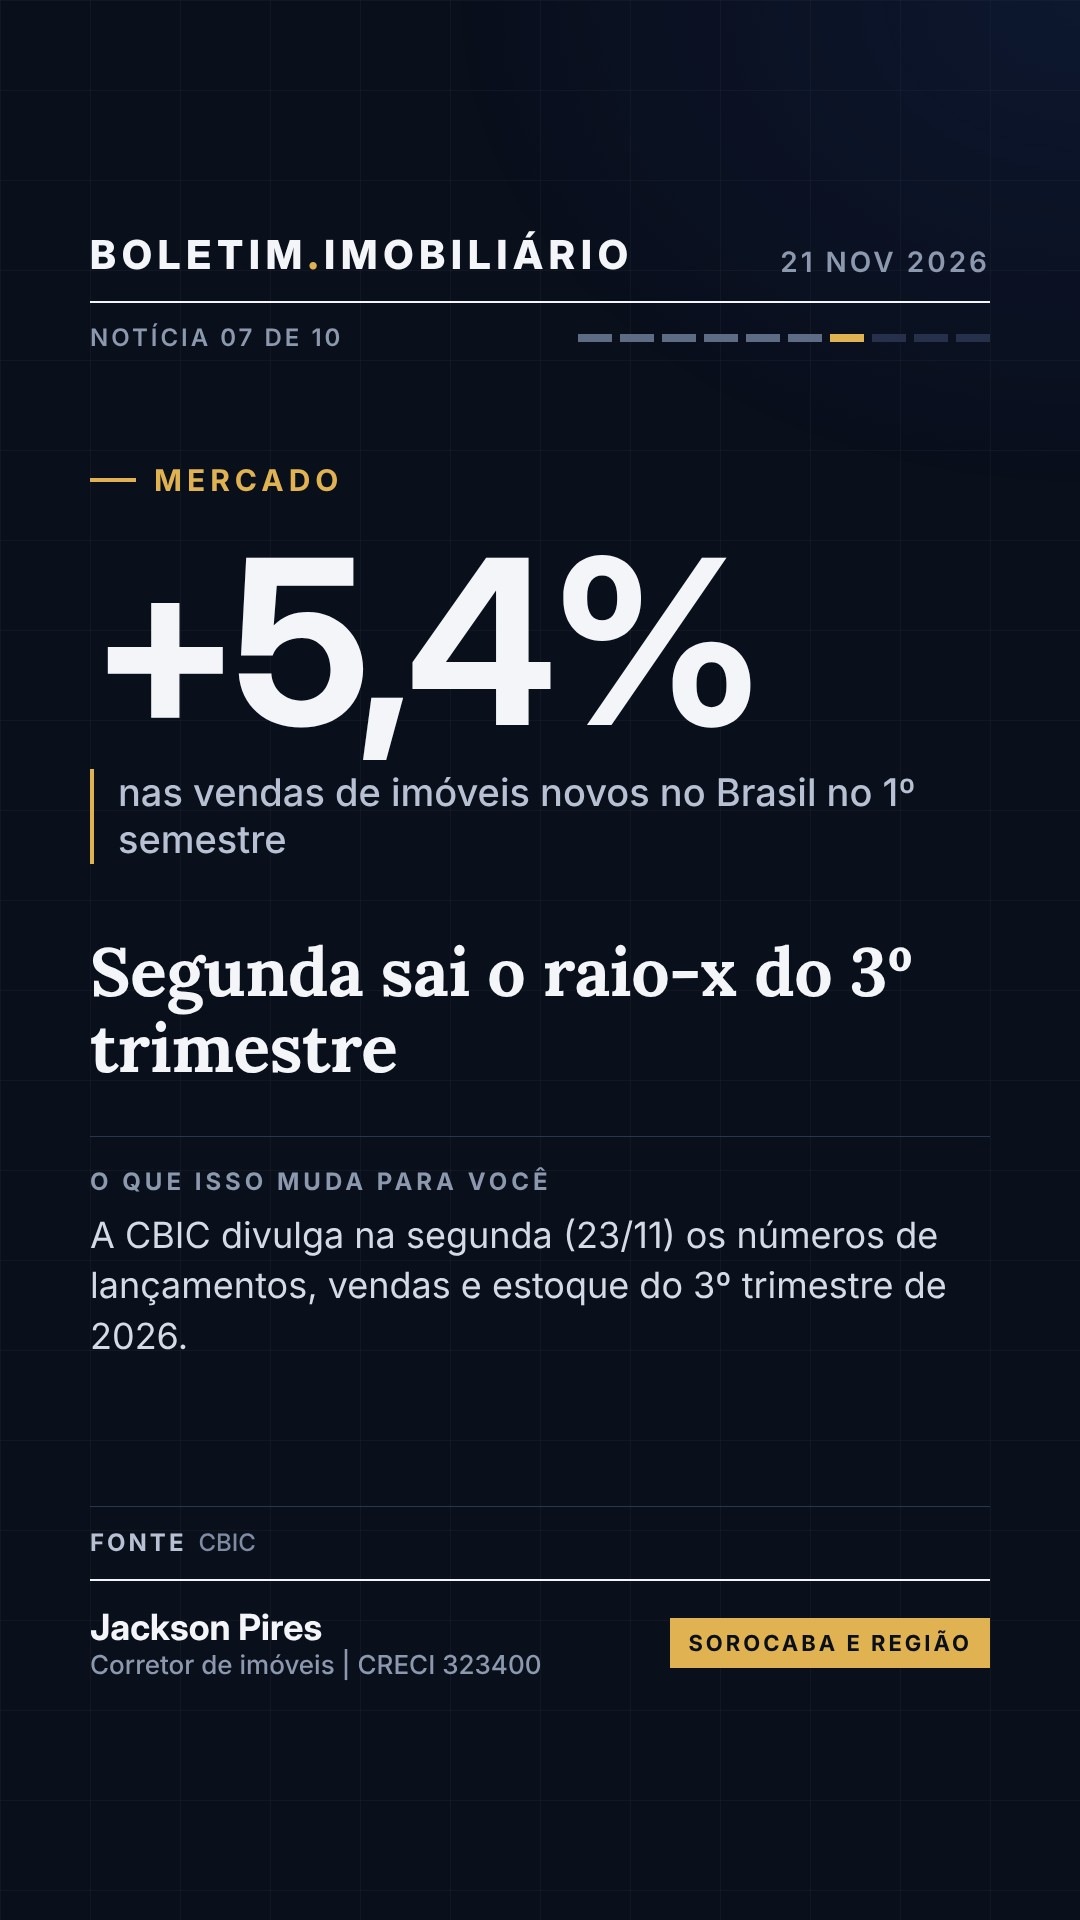 BOLETIM.IMOBILIÁRIO
21 NOV 2026
NOTÍCIA 07 DE 10
MERCADO
+5,4%
nas vendas de imóveis novos no Brasil no 1º
semestre
Segunda sai o raio-x do 3º
trimestre
O QUE ISSO MUDA PARA VOCÊ
A CBIC divulga na segunda (23/11) os números de
lançamentos, vendas e estoque do 3º trimestre de
2026.
FONTE CBIC
Jackson Pires
Corretor de imóveis | CRECI 323400
SOROCABA E REGIÃO